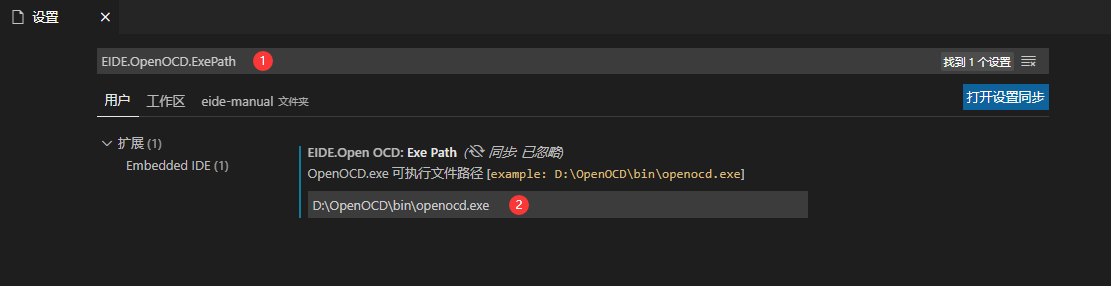 设置
EIDE.OpenOCD.ExePath 1 找到 1 个设置
用户 工作区 eide-manual 文件夹 打开设置同步
扩展 (1)
Embedded IDE (1)
EIDE.Open OCD: Exe Path (同步: 已忽略)
OpenOCD.exe 可执行文件路径 [example: D:\OpenOCD\bin\openocd.exe]
D:\OpenOCD\bin\openocd.exe 2